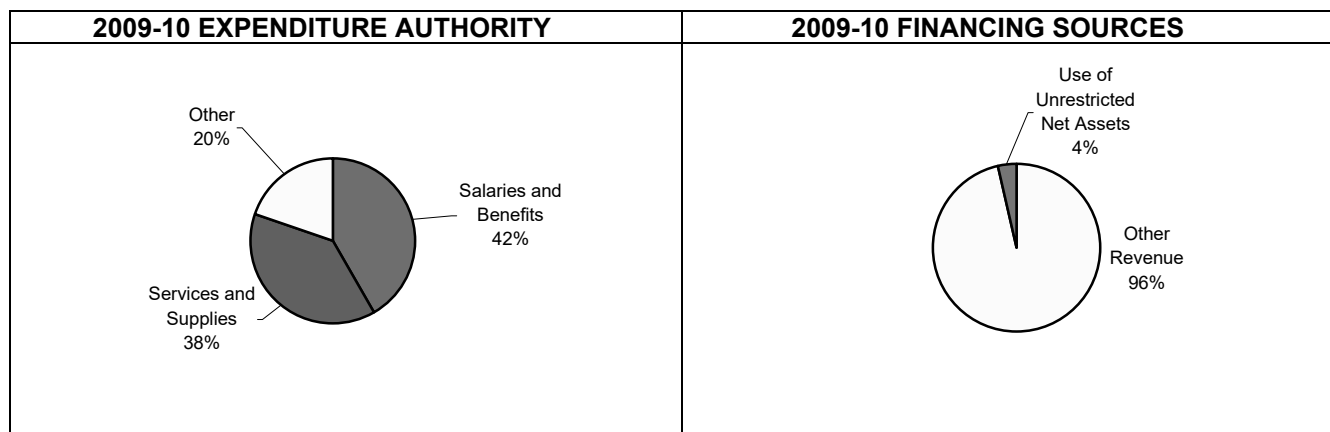 2009-10 EXPENDITURE AUTHORITY
Other
20%
Salaries and
Benefits
42%
Services and
Supplies
38%
2009-10 FINANCING SOURCES
Use of
Unrestricted
Net Assets
4%
Other
Revenue
96%